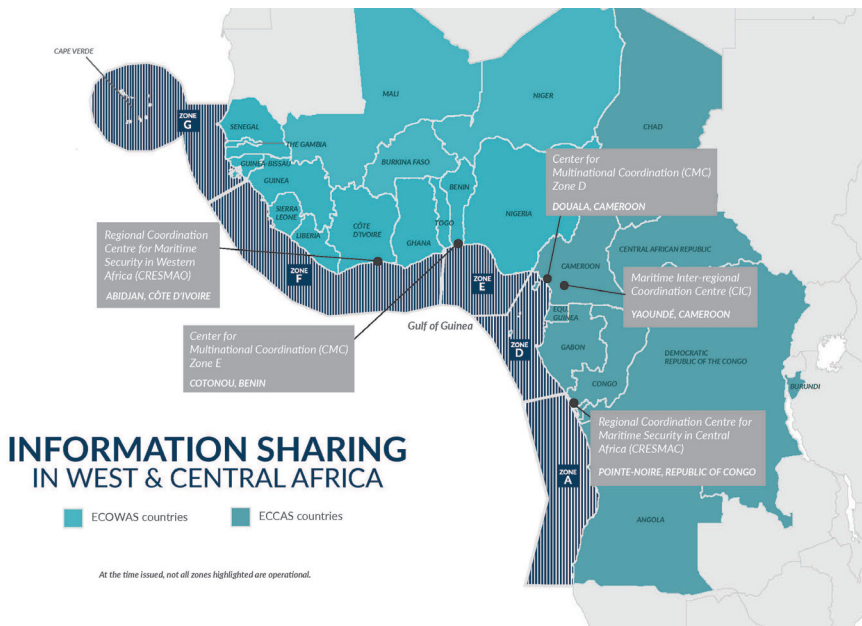 CAPE VERDE
ZONE
G
SENEGAL
THE GAMBIA
GUINEA-BISSAU
GUINEA
SIERRA
LEONE
LIBERIA
MALI
BURKINA FASO
CÔTE
D'IVOIRE
GHANA
TOGO
BENIN
NIGER
NIGERIA
CHAD
Center for
Multinational Coordination (CMC)
Zone D
DOUALA, CAMEROON
CAMEROON
CENTRAL AFRICAN REPUBLIC
Regional Coordination
Centre for Maritime
Security in Western
Africa (CRESMAO)
ABIDJAN, CÔTE D'IVOIRE
ZONE
F
ZONE
E
Maritime Inter-regional
Coordination Centre (CIC)
YAOUNDÉ, CAMEROON
Gulf of Guinea
Center for
Multinational Coordination (CMC)
Zone E
COTONOU, BENIN
ZONE
D
EQU.
GUINEA
GABON
CONGO
DEMOCRATIC
REPUBLIC OF THE CONGO
BURUNDI
Regional Coordination Centre for
Maritime Security in Central
Africa (CRESMAC)
POINTE-NOIRE, REPUBLIC OF CONGO
ZONE
A
ANGOLA
INFORMATION SHARING
IN WEST & CENTRAL AFRICA
ECOWAS countries
ECCAS countries
At the time issued, not all zones highlighted are operational.